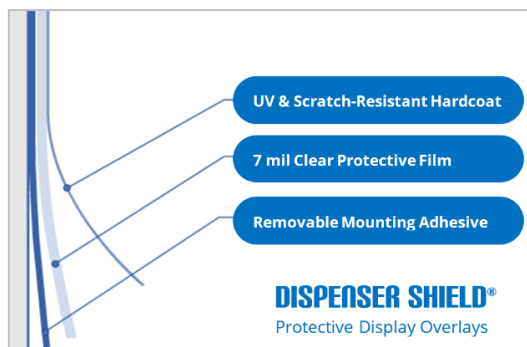 UV & Scratch-Resistant Hardcoat
7 mil Clear Protective Film
Removable Mounting Adhesive
DISPENSER SHIELD®
Protective Display Overlays